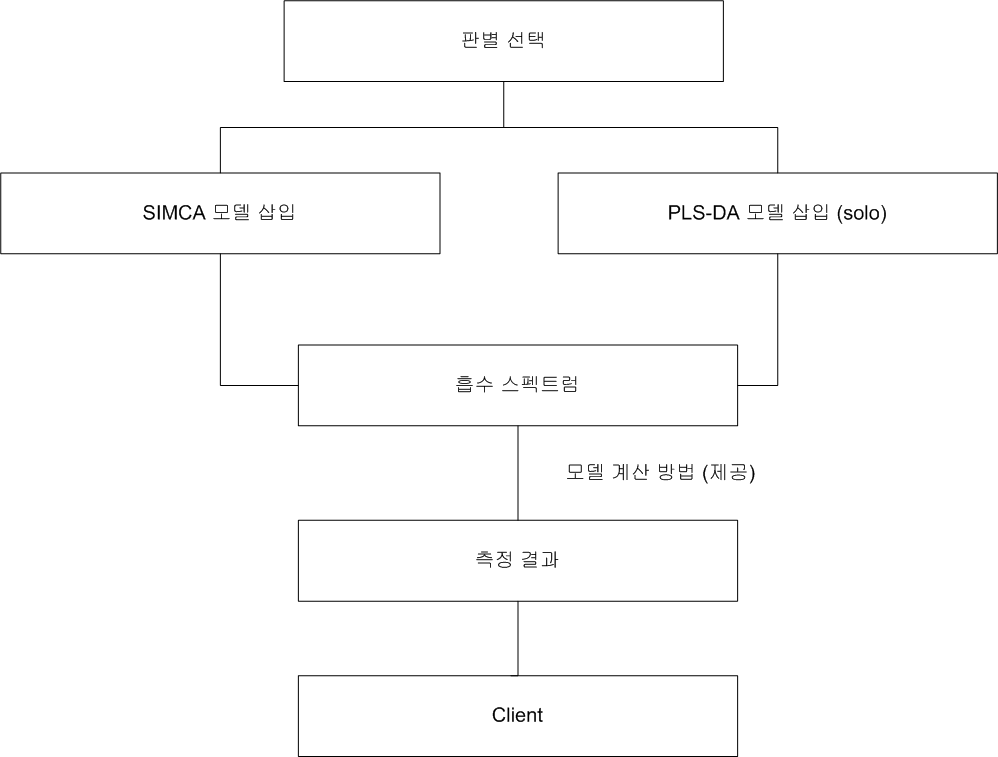 판별 선택
SIMCA 모델 삽입
PLS-DA 모델 삽입 (solo)
흡수 스펙트럼
모델 계산 방법 (제공)
측정 결과
Client